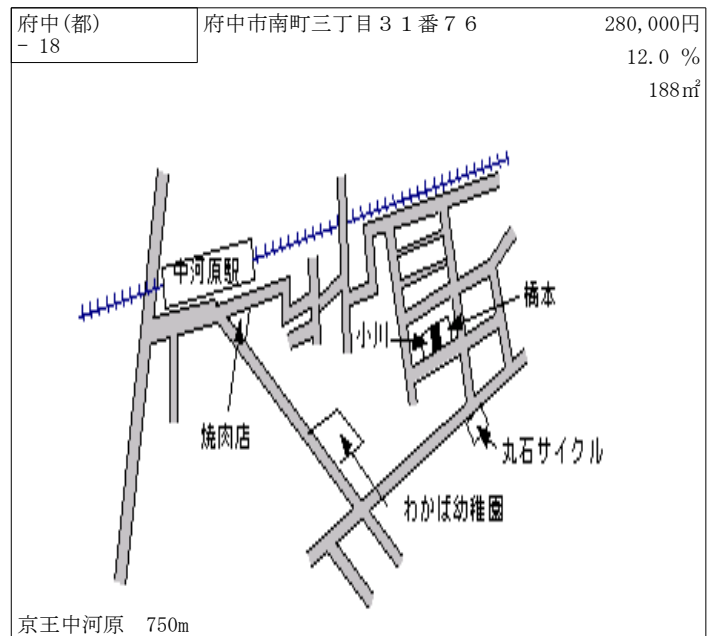 府中(都)
- 18
府中市南町三丁目３１番７６
280,000円
12.0 %
188㎡
中河原駅
橋本
小川
焼肉店
丸石サイクル
わかば幼稚園
京王中河原　750m